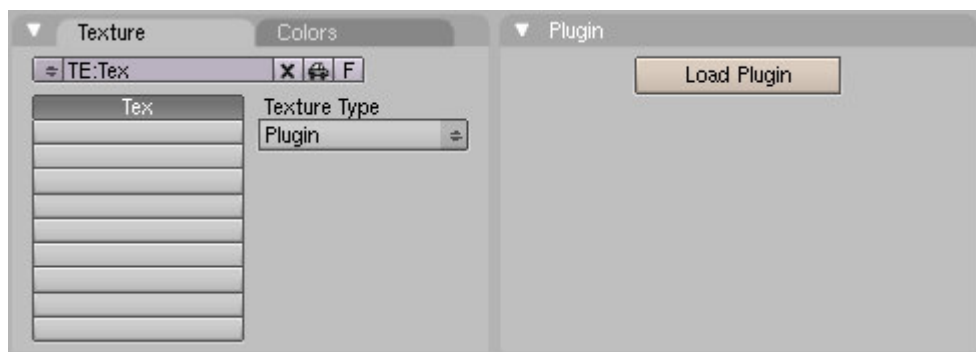 Texture Colors Plugin
TE:Tex X F Load Plugin
Tex Texture Type
Plugin